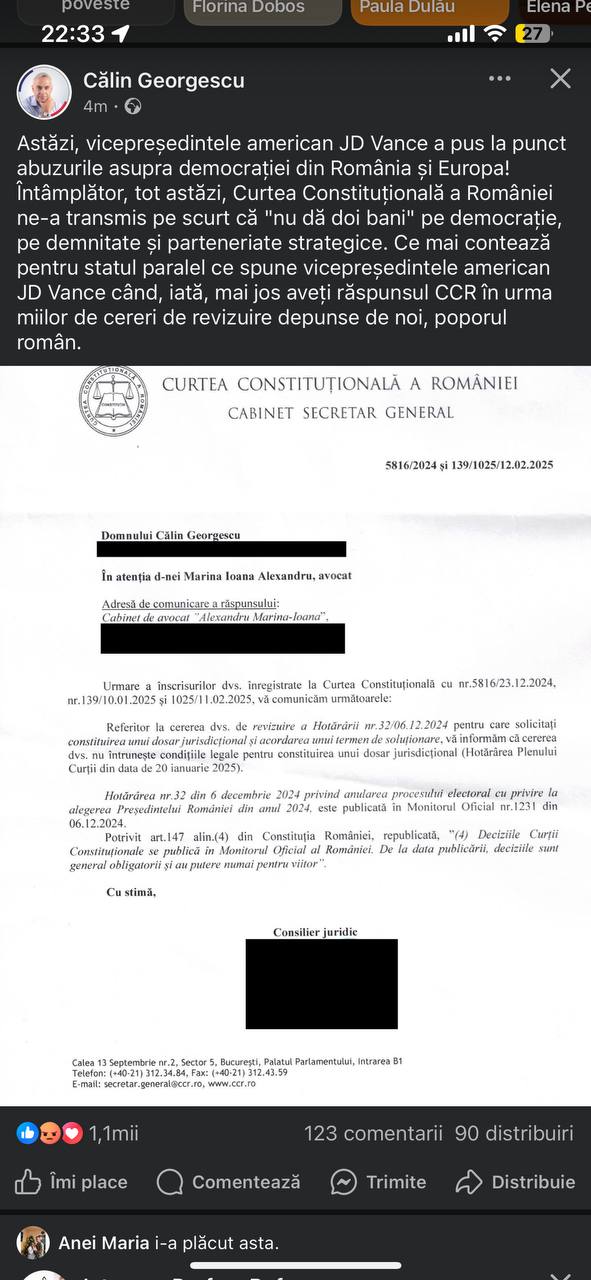 poveste
Florina Dobos
Paula Dulău
Elena Pe
22:33
27
Călin Georgescu
4m
Astăzi, vicepreședintele american JD Vance a pus la punct
abuzurile asupra democrației din România și Europa!
Întâmplător, tot astăzi, Curtea Constituțională a României
ne-a transmis pe scurt că "nu dă doi bani" pe democrație,
pe demnitate și parteneriate strategice. Ce mai contează
pentru statul paralel ce spune vicepreședintele american
JD Vance când, iată, mai jos aveți răspunsul CCR în urma
miilor de cereri de revizuire depunse de noi, poporul
român.
CURTEA CONSTITUȚIONALĂ A ROMÂNIEI
CABINET SECRETAR GENERAL
5816/2024 și 139/1025/12.02.2025
Domnului Călin Georgescu
În atenția d-nei Marina Ioana Alexandru, avocat
Adresă de comunicare a răspunsului:
Cabinet de avocat "Alexandru Marina-Ioana",
Urmare a înscrisurilor dvs. înregistrate la Curtea Constituțională cu nr.5816/23.12.2024,
nr.139/10.01.2025 și 1025/11.02.2025, vă comunicăm următoarele:
Referitor la cererea dvs. de revizuire a Hotărârii nr.32/06.12.2024 pentru care solicitați
constituirea unui dosar jurisdicțional și acordarea unui termen de soluționare, vă informăm că cererea
dvs. nu întrunește condițiile legale pentru constituirea unui dosar jurisdicțional (Hotărârea Plenului
Curții din data de 20 ianuarie 2025).
Hotărârea nr.32 din 6 decembrie 2024 privind anularea procesului electoral cu privire la
alegerea Președintelui României din anul 2024, este publicată în Monitorul Oficial nr.1231 din
06.12.2024.
Potrivit art.147 alin.(4) din Constituția României, republicată, "(4) Deciziile Curții
Constituționale se publică în Monitorul Oficial al României. De la data publicării, deciziile sunt
general obligatorii și au putere numai pentru viitor".
Cu stimă,
Consilier juridic
Calea 13 Septembrie nr.2, Sector 5, București, Palatul Parlamentului, Intrarea B1
Telefon: (+40-21) 312.34.84, Fax: (+40-21) 312.43.59
E-mail: secretar.general@ccr.ro, www.ccr.ro
1,1mii
123 comentarii 90 distribuiri
Îmi place
Comentează
Trimite
Distribuie
Anei Maria i-a plăcut asta.